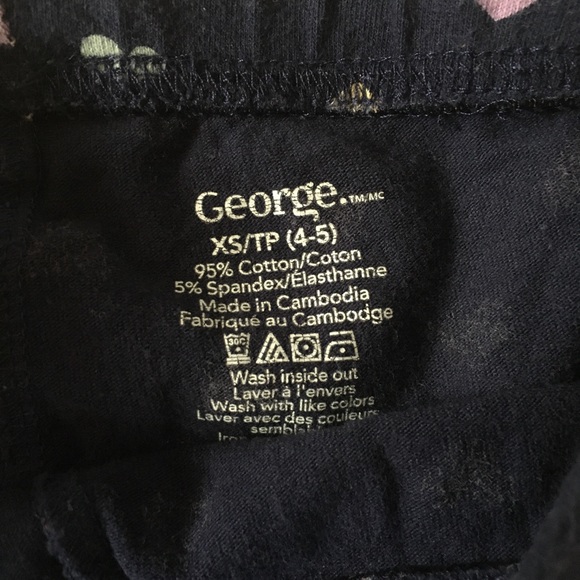 George.TM/MC
XS/TP (4-5)
95% Cotton/Coton
5% Spandex/Élasthanne
Made in Cambodia
Fabriqué au Cambodge
30C
Wash inside out
Laver à l'envers
Wash with like colors
Laver avec des couleurs